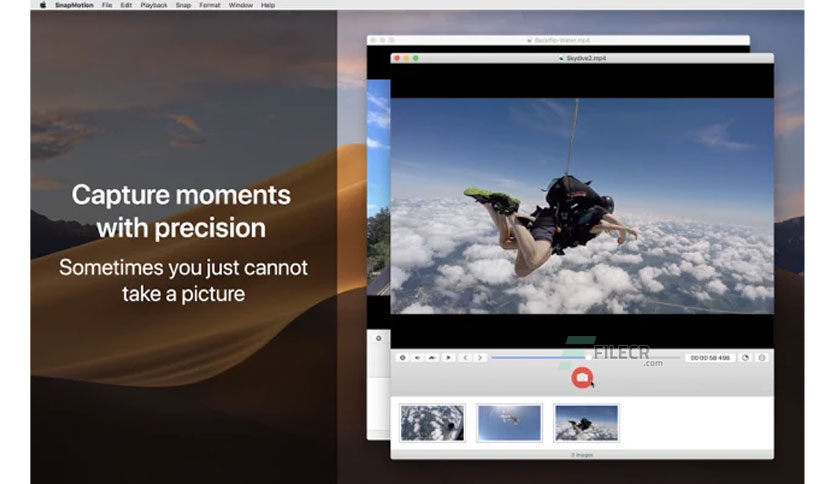 SnapMotion File Edit Playback Snap Format Window Help
Backflip-Water.mp4
Skydive2.mp4
Capture moments
with precision
Sometimes you just cannot
take a picture
FILECR
.com
00:00:58:498
3 images